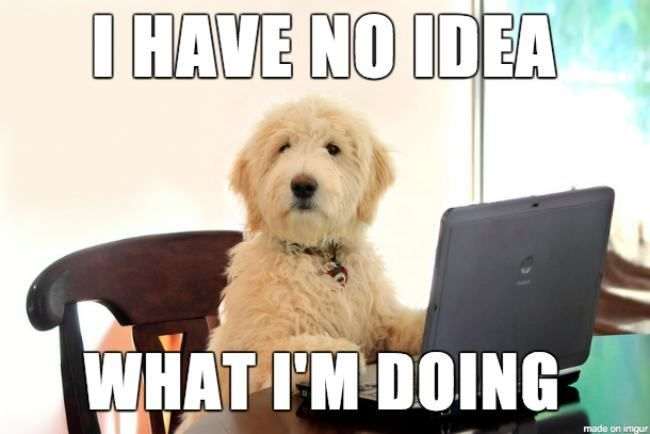 I HAVE NO IDEA
WHAT I'M DOING
made on imgur